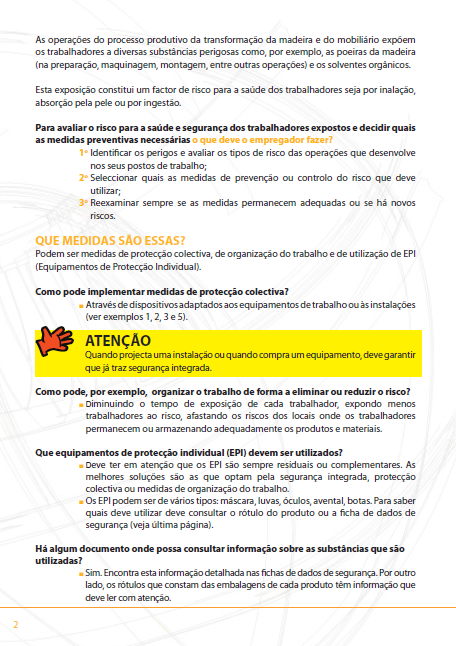 As operações do processo produtivo da transformação da madeira e do mobiliário expõem
os trabalhadores a diversas substâncias perigosas como, por exemplo, as poeiras da madeira
(na preparação, maquinagem, montagem, entre outras operações) e os solventes orgânicos.
Esta exposição constitui um factor de risco para a saúde dos trabalhadores seja por inalação,
absorção pela pele ou por ingestão.
Para avaliar o risco para a saúde e segurança dos trabalhadores expostos e decidir quais
as medidas preventivas necessárias o que deve o empregador fazer?
1º Identificar os perigos e avaliar os tipos de risco das operações que desenvolve
nos seus postos de trabalho;
2º Seleccionar quais as medidas de prevenção ou controlo do risco que deve
utilizar;
3º Reexaminar sempre se as medidas permanecem adequadas ou se há novos
riscos.
QUE MEDIDAS SÃO ESSAS?
Podem ser medidas de protecção colectiva, de organização do trabalho e de utilização de EPI
(Equipamentos de Protecção Individual).
Como pode implementar medidas de protecção colectiva?
Através de dispositivos adaptados aos equipamentos de trabalho ou às instalações
(ver exemplos 1, 2, 3 e 5).
ATENÇÃO
Quando projecta uma instalação ou quando compra um equipamento, deve garantir
que já traz segurança integrada.
Como pode, por exemplo, organizar o trabalho de forma a eliminar ou reduzir o risco?
Diminuindo o tempo de exposição de cada trabalhador, expondo menos
trabalhadores ao risco, afastando os riscos dos locais onde os trabalhadores
permanecem ou armazenando adequadamente os produtos e materiais.
Que equipamentos de protecção individual (EPI) devem ser utilizados?
Deve ter em atenção que os EPI são sempre residuais ou complementares. As
melhores soluções são as que optam pela segurança integrada, protecção
colectiva ou medidas de organização do trabalho.
Os EPI podem ser de vários tipos: máscara, luvas, óculos, avental, botas. Para saber
quais deve utilizar deve consultar o rótulo do produto ou a ficha de dados de
segurança (veja última página).
Há algum documento onde possa consultar informação sobre as substâncias que são
utilizadas?
Sim. Encontra esta informação detalhada nas fichas de dados de segurança. Por outro
lado, os rótulos que constam das embalagens de cada produto têm informação que
deve ler com atenção.
2